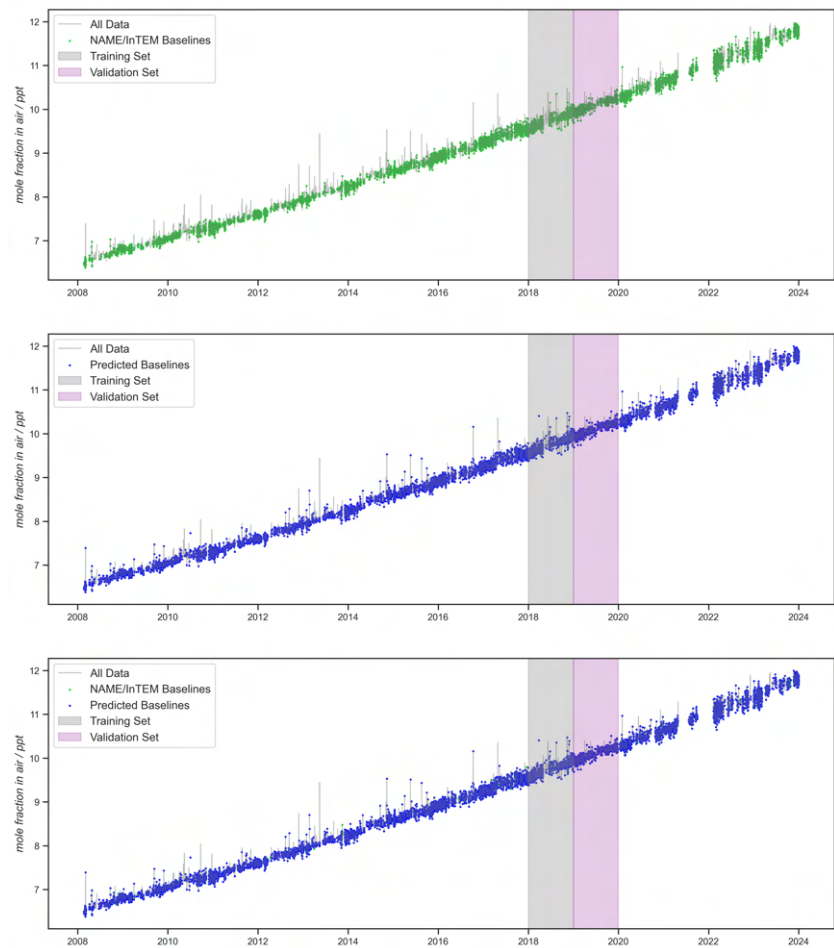 All Data
NAME/InTEM Baselines
Training Set
Validation Set
mole fraction in air / ppt
12
11
10
9
8
7
2008 2010 2012 2014 2016 2018 2020 2022 2024
All Data
Predicted Baselines
Training Set
Validation Set
mole fraction in air / ppt
12
11
10
9
8
7
2008 2010 2012 2014 2016 2018 2020 2022 2024
All Data
NAME/InTEM Baselines
Predicted Baselines
Training Set
Validation Set
mole fraction in air / ppt
12
11
10
9
8
7
2008 2010 2012 2014 2016 2018 2020 2022 2024